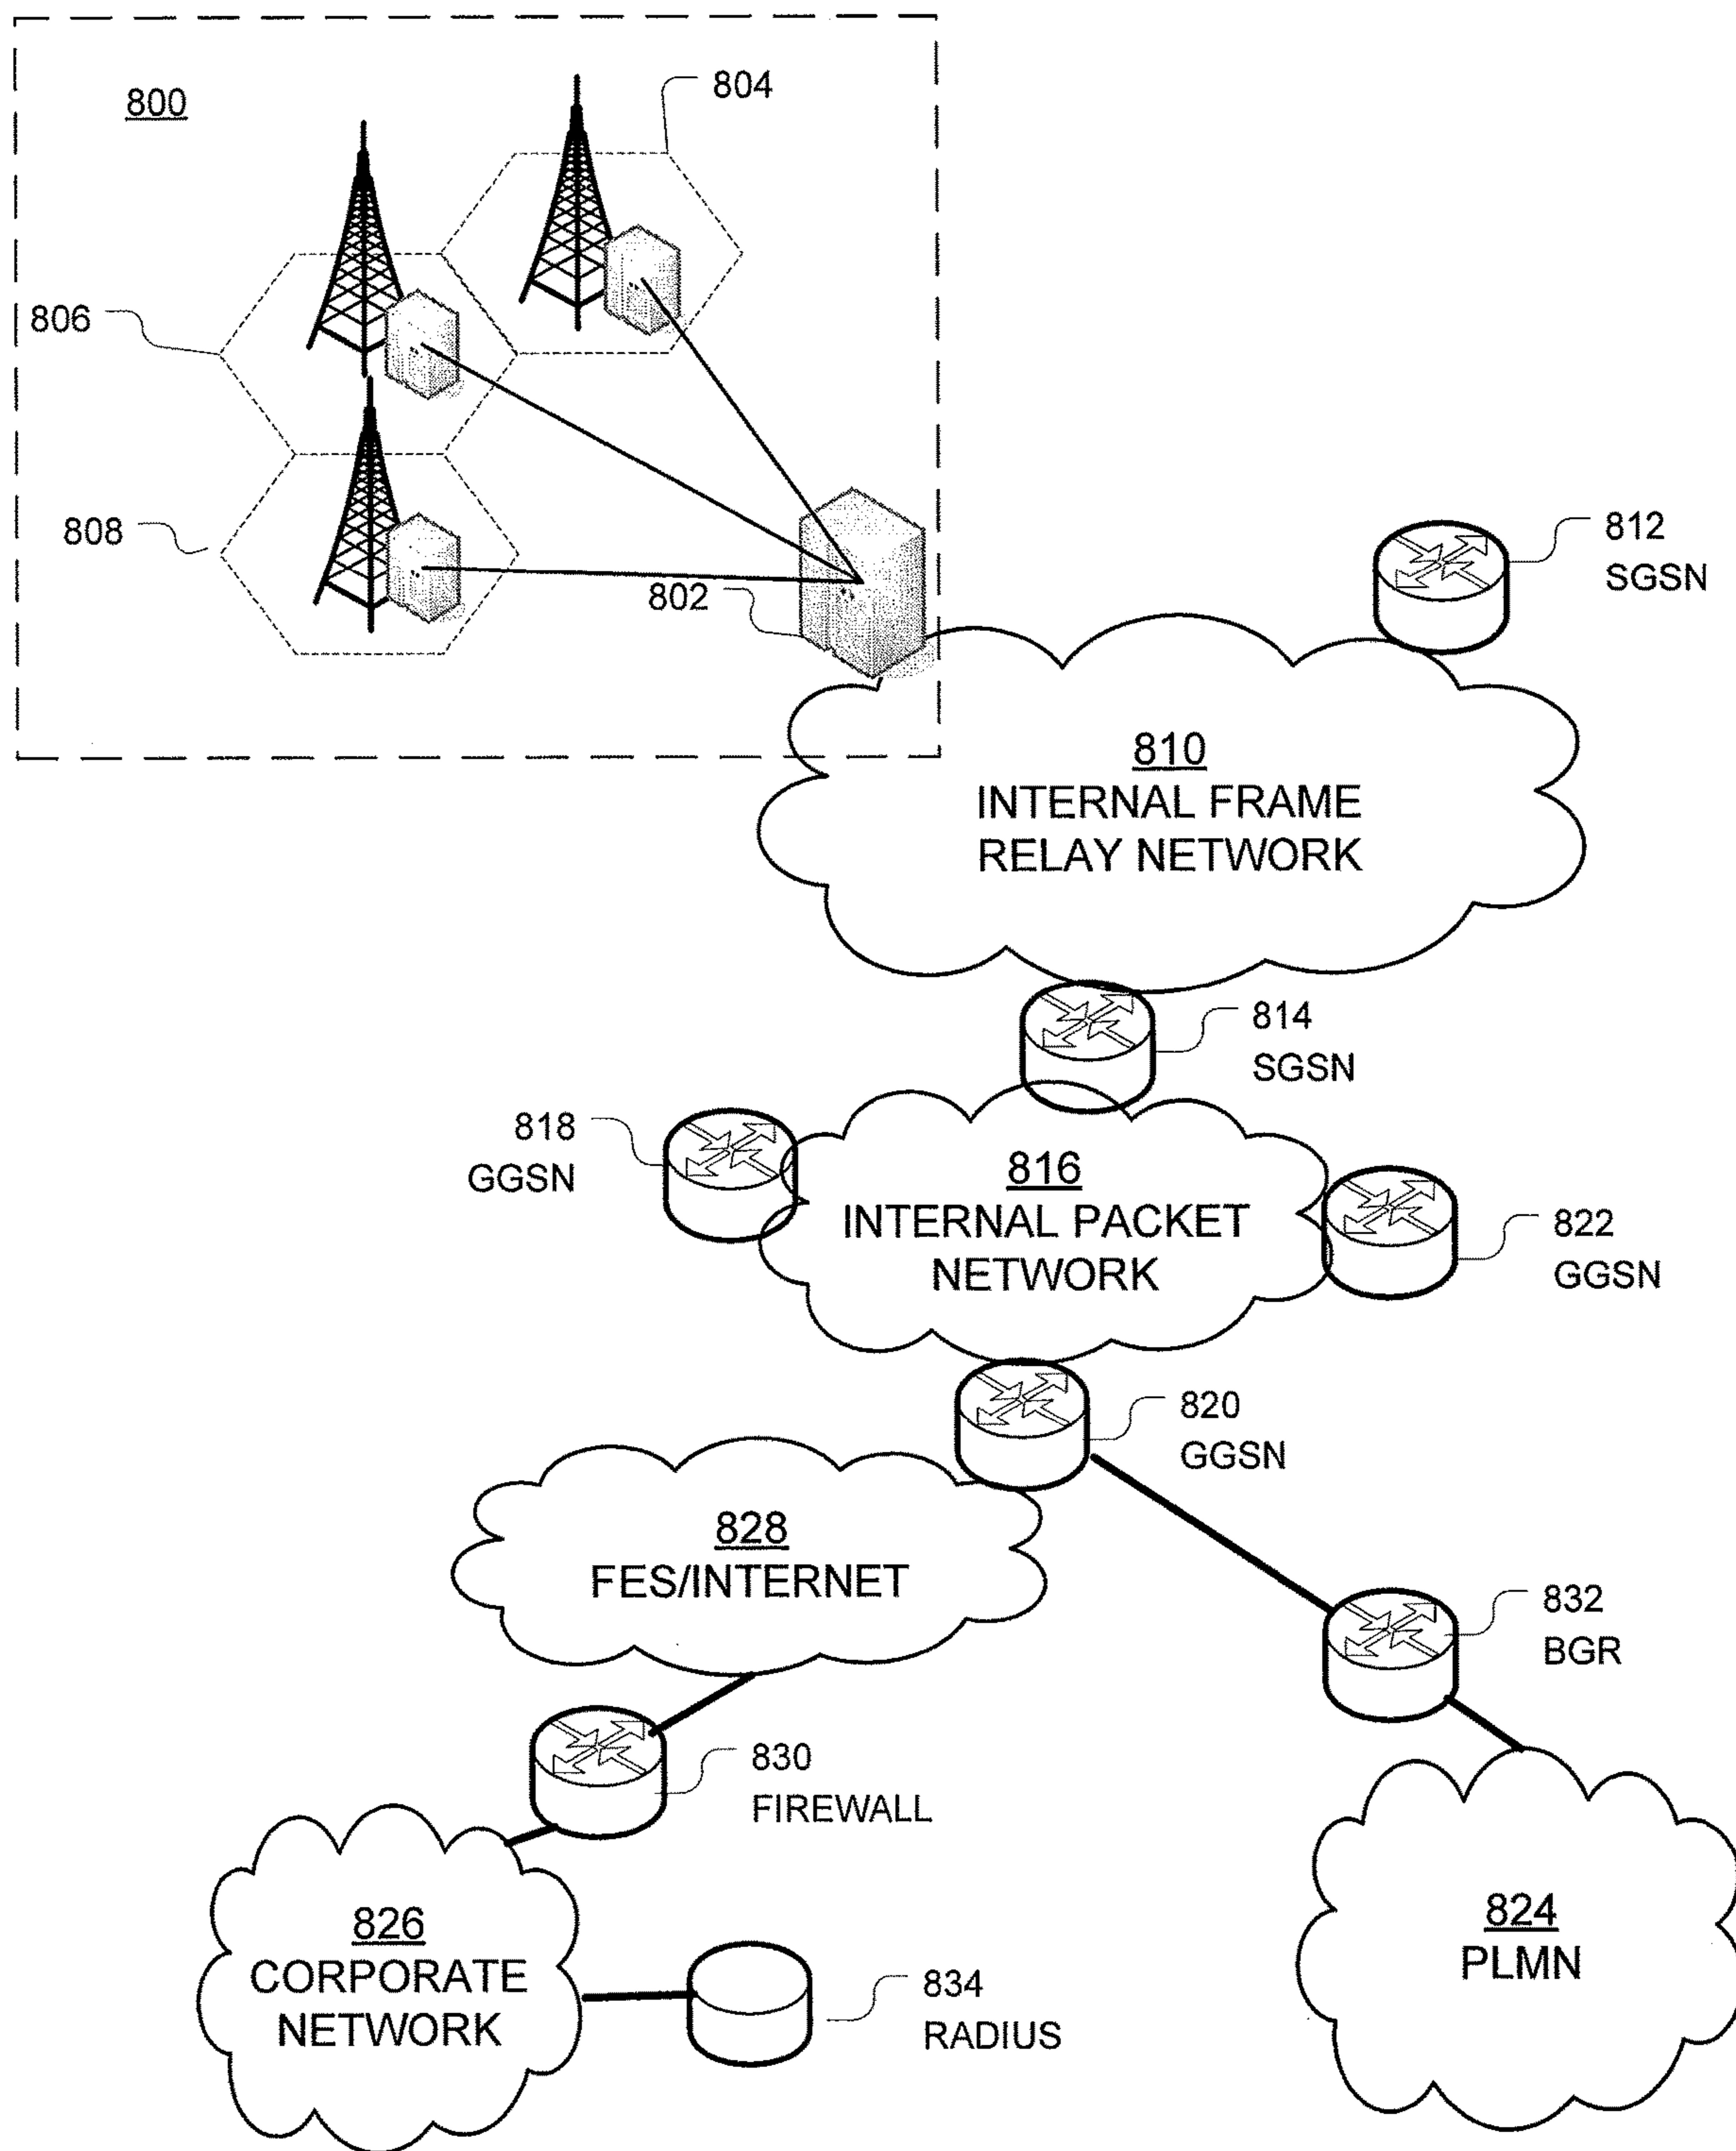 800
804
806
808
802
812
SGSN
810
INTERNAL FRAME
RELAY NETWORK
814
SGSN
818
GGSN
816
INTERNAL PACKET
NETWORK
822
GGSN
820
GGSN
828
FES/INTERNET
832
BGR
830
FIREWALL
826
CORPORATE
NETWORK
834
RADIUS
824
PLMN